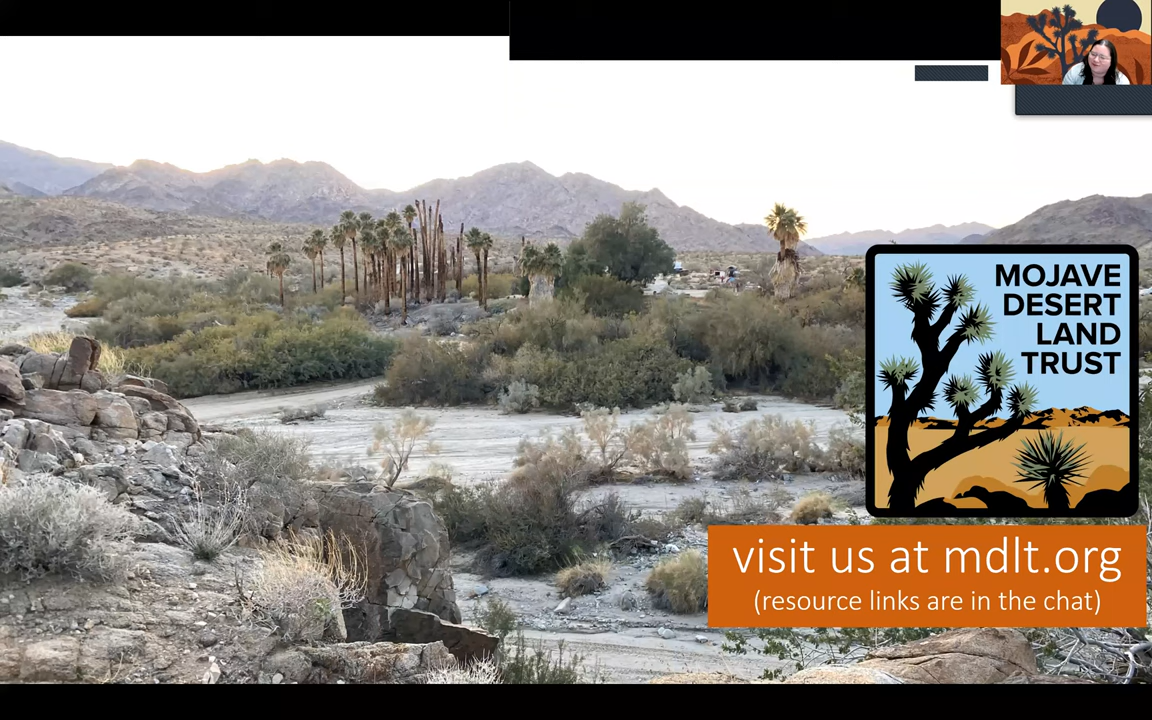 MOJAVE
DESERT
LAND
TRUST
visit us at mdlt.org
(resource links are in the chat)